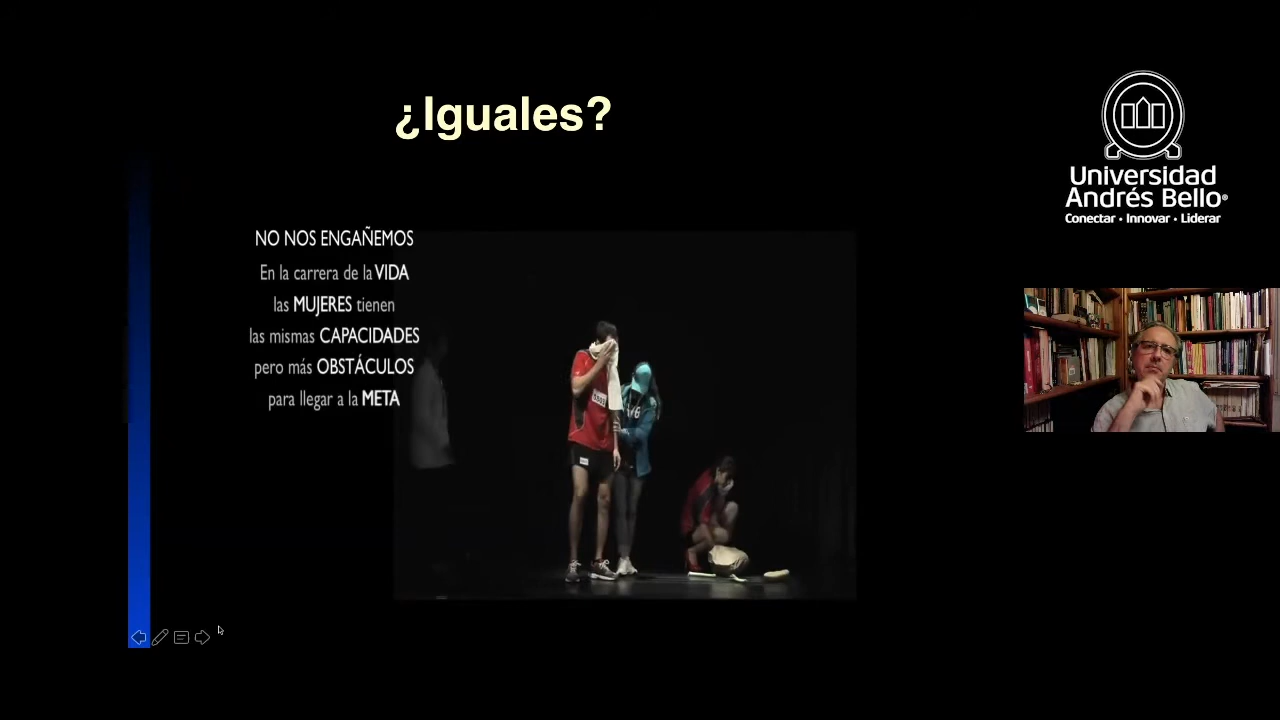 ¿Iguales?
NO NOS ENGAÑEMOS
En la carrera de la VIDA
las MUJERES tienen
las mismas CAPACIDADES
pero más OBSTÁCULOS
para llegar a la META
Universidad
Andrés Bello®
Conectar • Innovar • Liderar